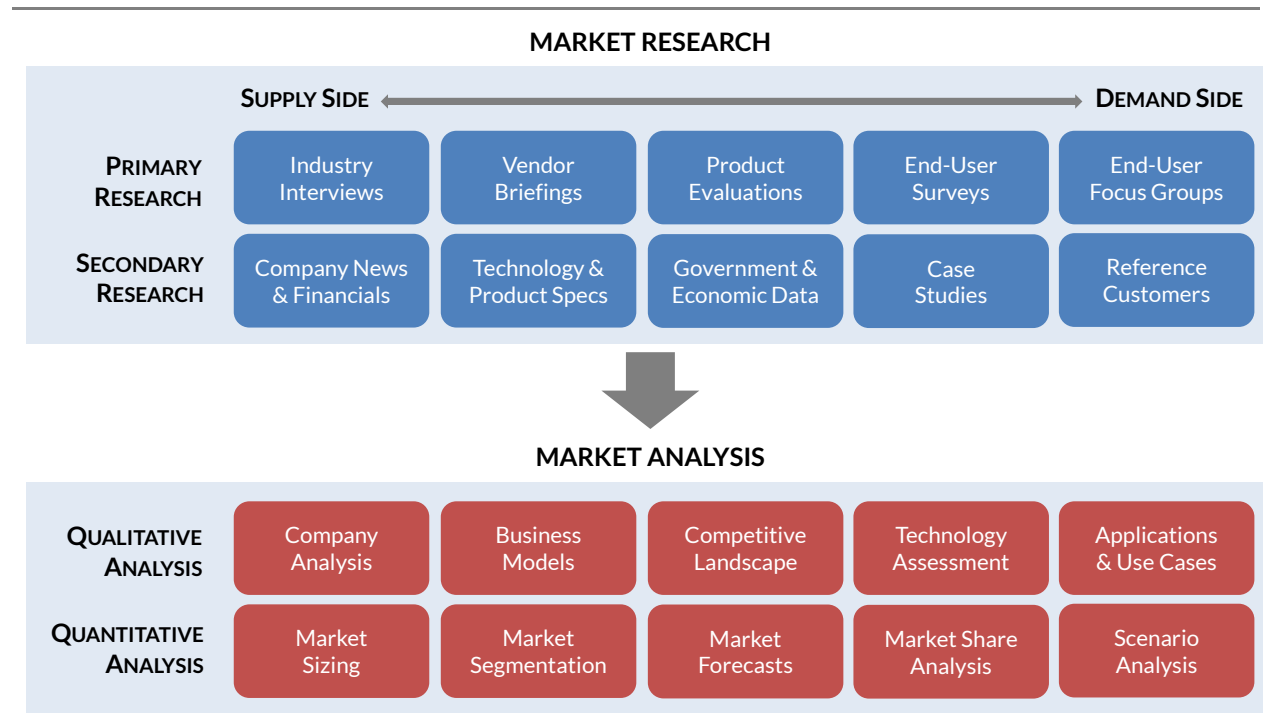 MARKET RESEARCH
SUPPLY SIDE
DEMAND SIDE
PRIMARY
RESEARCH
Industry
Interviews
Vendor
Briefings
Product
Evaluations
End-User
Surveys
End-User
Focus Groups
SECONDARY
RESEARCH
Company News
& Financials
Technology &
Product Specs
Government &
Economic Data
Case
Studies
Reference
Customers
MARKET ANALYSIS
QUALITATIVE
ANALYSIS
Company
Analysis
Business
Models
Competitive
Landscape
Technology
Assessment
Applications
& Use Cases
QUANTITATIVE
ANALYSIS
Market
Sizing
Market
Segmentation
Market
Forecasts
Market Share
Analysis
Scenario
Analysis